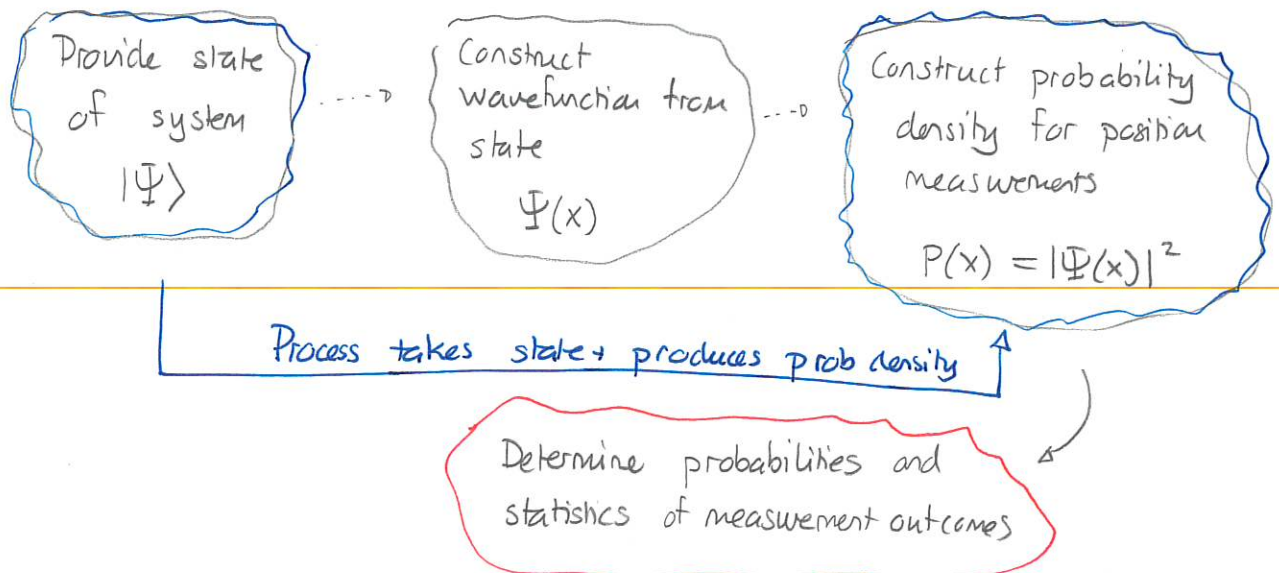 Provide state
of system
|Ψ⟩
Construct
wavefunction from
state
Ψ(x)
Construct probability
density for position
measurements
P(x) = |Ψ(x)|²
Process takes state + produces prob density
Determine probabilities and
statistics of measurement outcomes